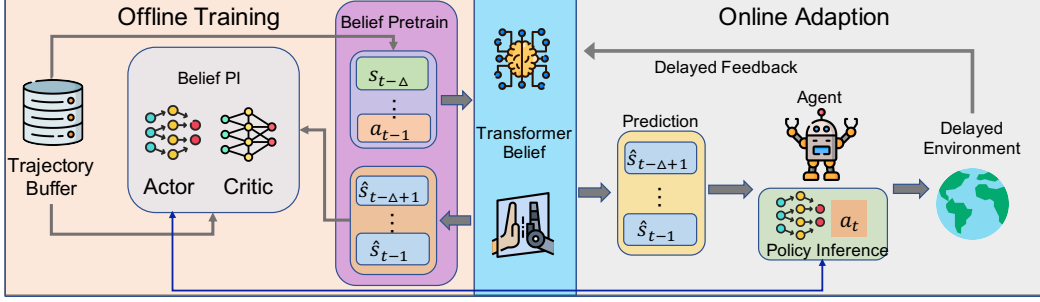 Offline Training
Belief Pretrain
Online Adaption
Belief PI
Trajectory
Buffer
Actor
Critic
s_{t-Δ}
⋮
a_{t-1}
ŝ_{t-Δ+1}
⋮
ŝ_{t-1}
Transformer
Belief
Delayed Feedback
Prediction
ŝ_{t-Δ+1}
⋮
ŝ_{t-1}
Agent
a_t
Policy Inference
Delayed
Environment